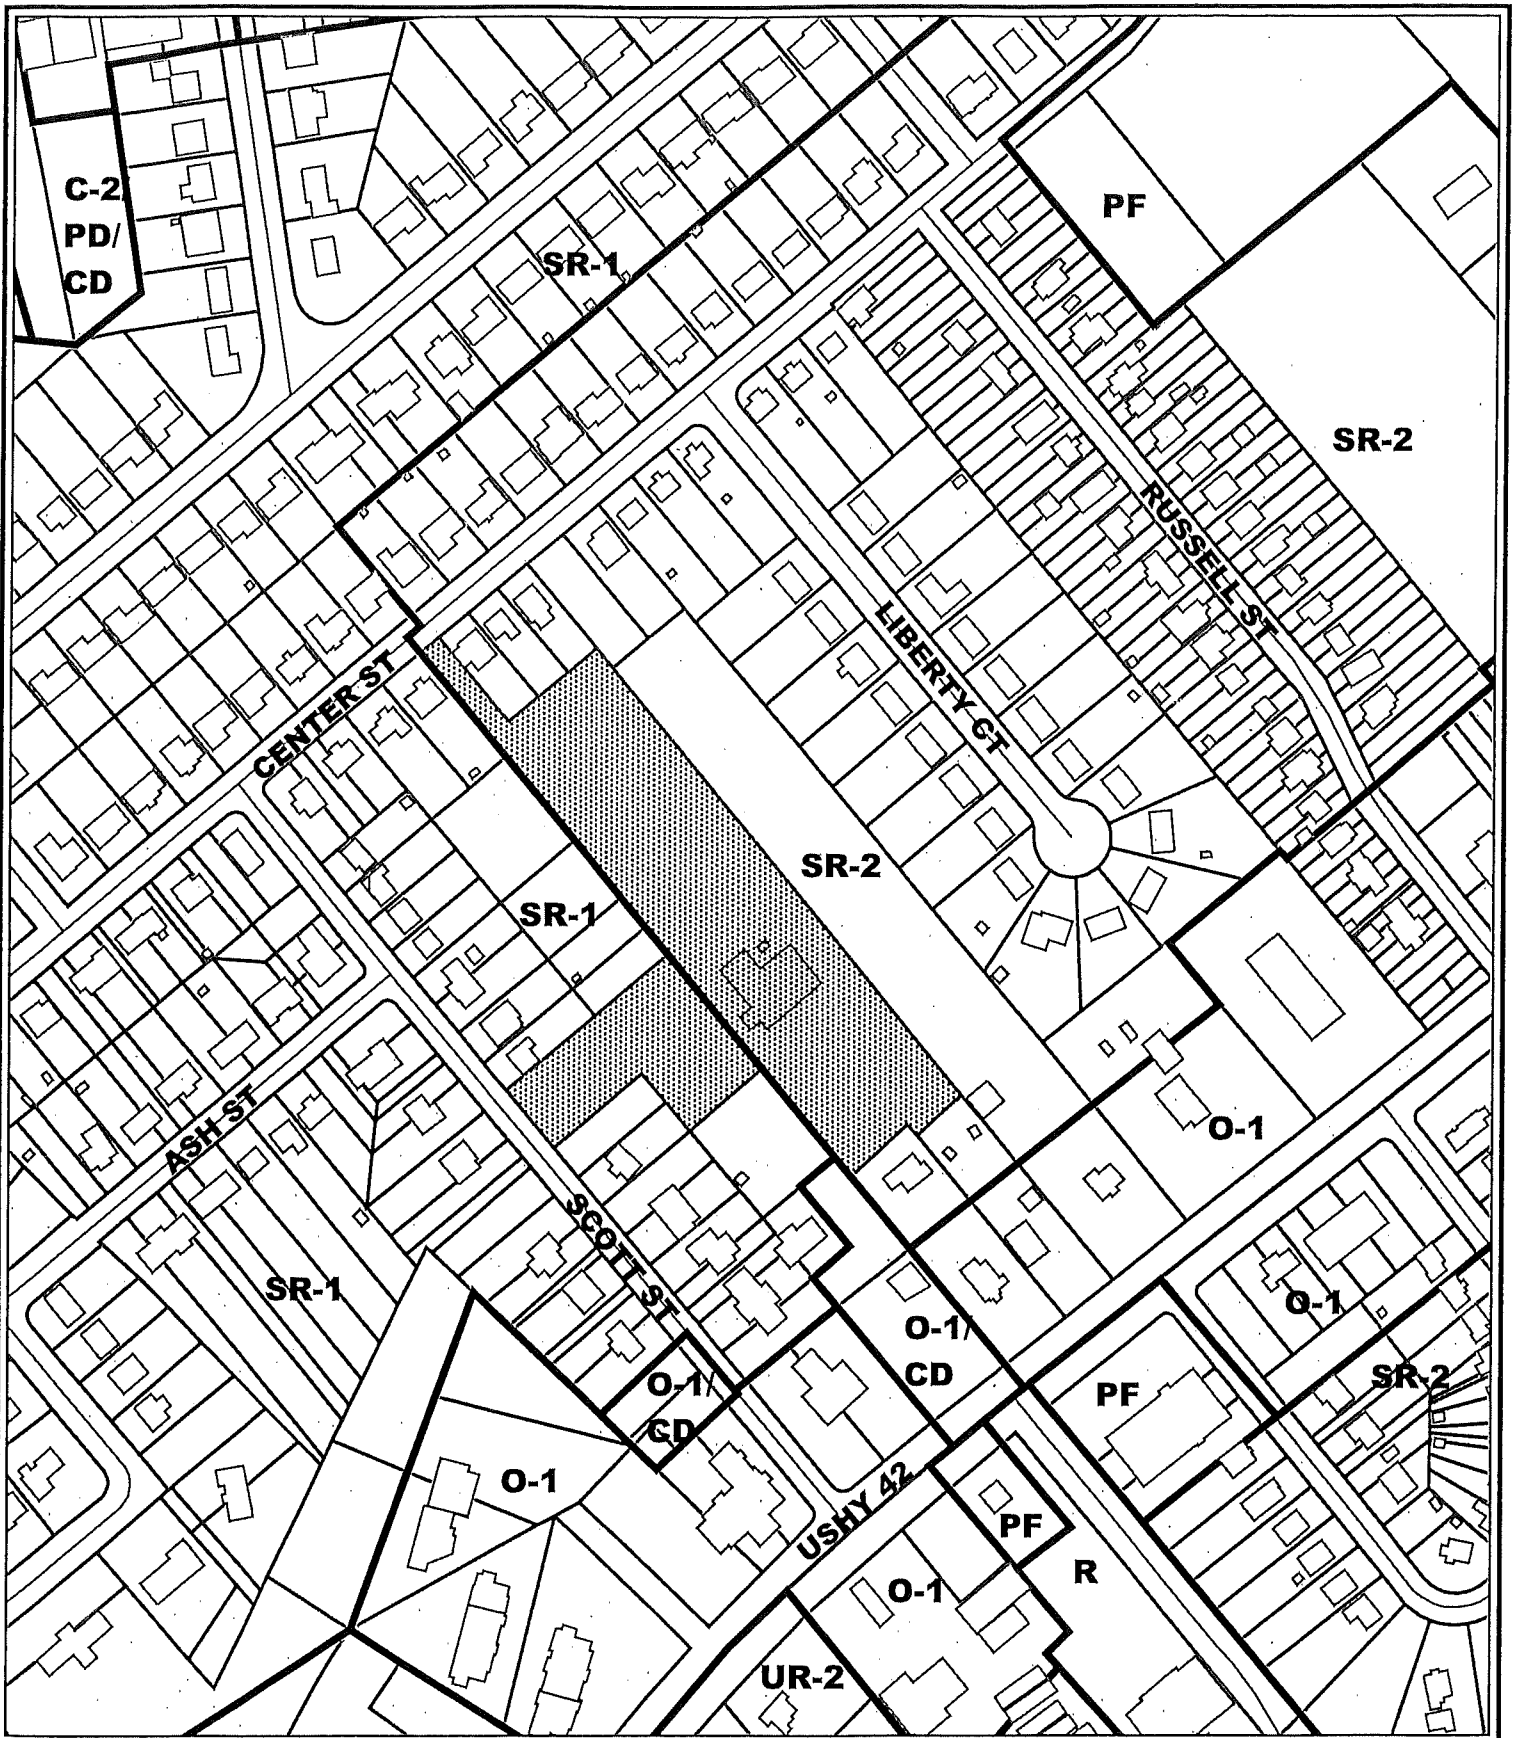 C-2/
PD/
CD
PF
SR-1
SR-2
RUSSELL ST
LIBERTY CT
CENTER ST
SR-2
SR-1
ASH ST
O-1
SCOTT ST
SR-1
O-1
O-1/
CD
SR-2
O-1/
CD
PF
O-1
USHY 42
PF
R
O-1
UR-2